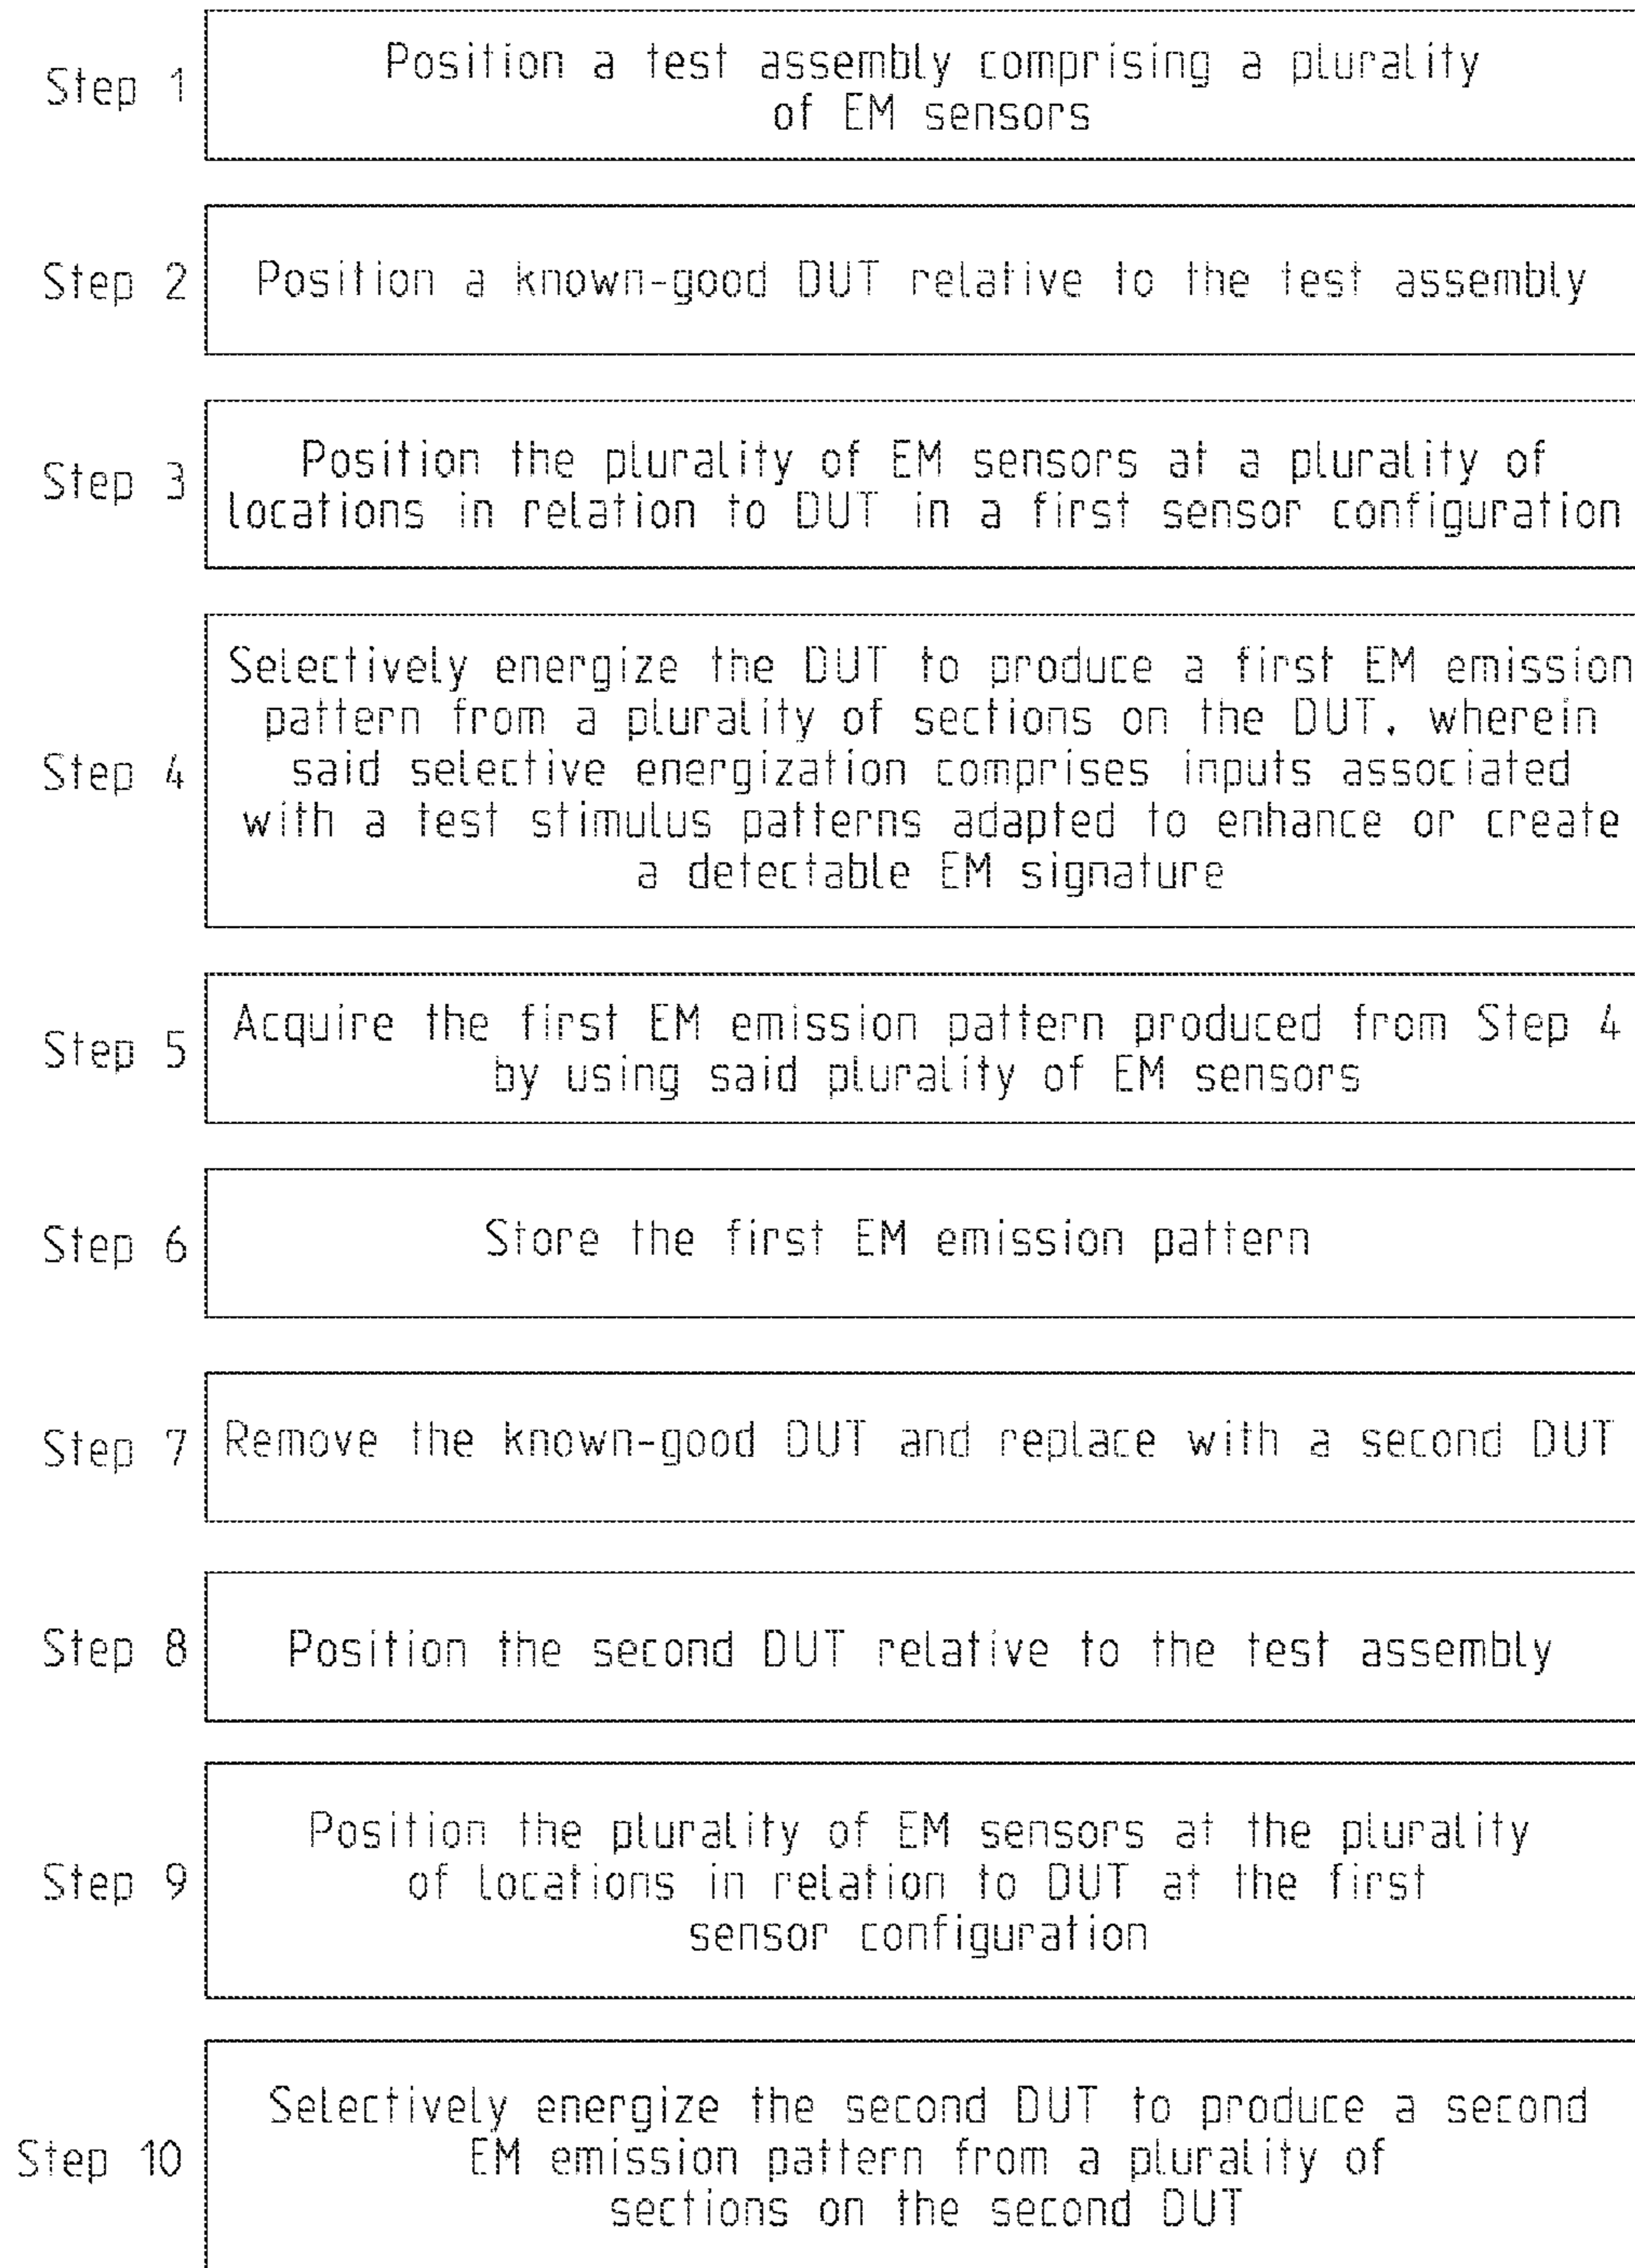 Step 1
Position a test assembly comprising a plurality
of EM sensors
Step 2
Position a known-good DUT relative to the test assembly
Step 3
Position the plurality of EM sensors at a plurality of
locations in relation to DUT in a first sensor configuration
Step 4
Selectively energize the DUT to produce a first EM emission
pattern from a plurality of sections on the DUT, wherein
said selective energization comprises inputs associated
with a test stimulus patterns adapted to enhance or create
a detectable EM signature
Step 5
Acquire the first EM emission pattern produced from Step 4
by using said plurality of EM sensors
Step 6
Store the first EM emission pattern
Step 7
Remove the known-good DUT and replace with a second DUT
Step 8
Position the second DUT relative to the test assembly
Step 9
Position the plurality of EM sensors at the plurality
of locations in relation to DUT at the first
sensor configuration
Step 10
Selectively energize the second DUT to produce a second
EM emission pattern from a plurality of
sections on the second DUT